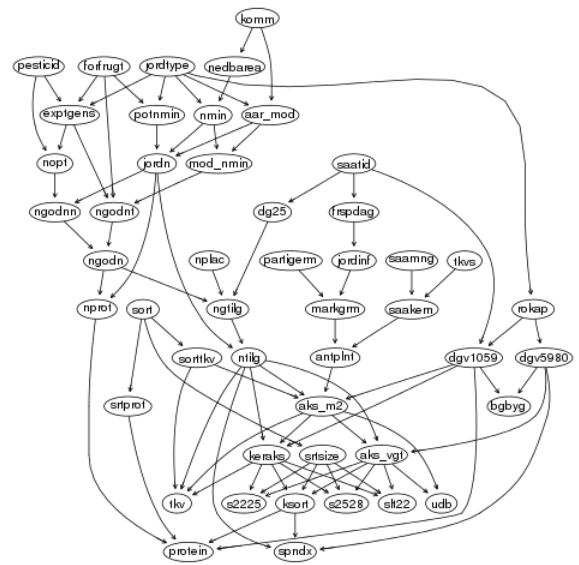 komm
pesticid forfrugt jordtype nedbarea
exptgens potnmin nmin aar_mod
nopt jordn mod_nmin saatid
ngodnn ngodnt dg25 frspdag
ngodn nplac partigerm jordinf saamng tkvs
nprot sort ngtilg markgrm saakern rokap
sorttkv ntilg antplnt dgv1059 dgv5980
srtprot aks_m2 bgbyg
keraks srtsize aks_vgt
tkv s2225 ksort s2528 slt22 udb
protein spndx